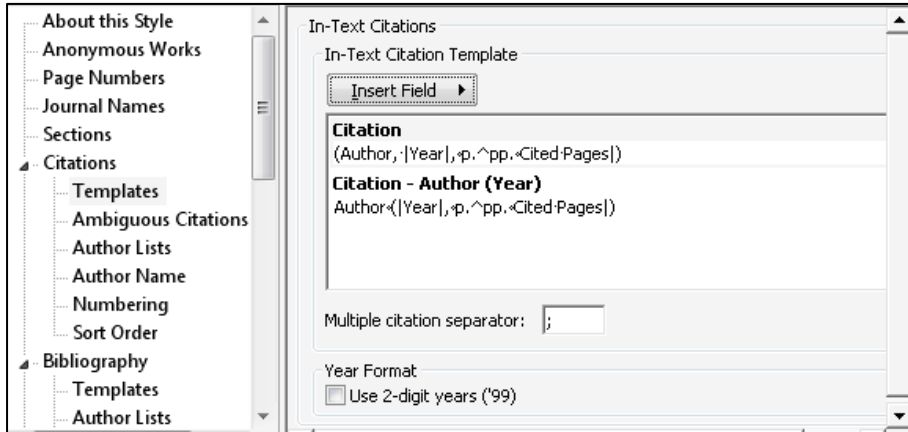 About this Style
Anonymous Works
Page Numbers
Journal Names
Sections
Citations
Templates
Ambiguous Citations
Author Lists
Author Name
Numbering
Sort Order
Bibliography
Templates
Author Lists
In-Text Citations
In-Text Citation Template
Insert Field
Citation
(Author,·|Year|,∘p.^pp.∘Cited·Pages|)
Citation - Author (Year)
Author∘(|Year|,∘p.^pp.∘Cited·Pages|)
Multiple citation separator: ;
Year Format
Use 2-digit years ('99)